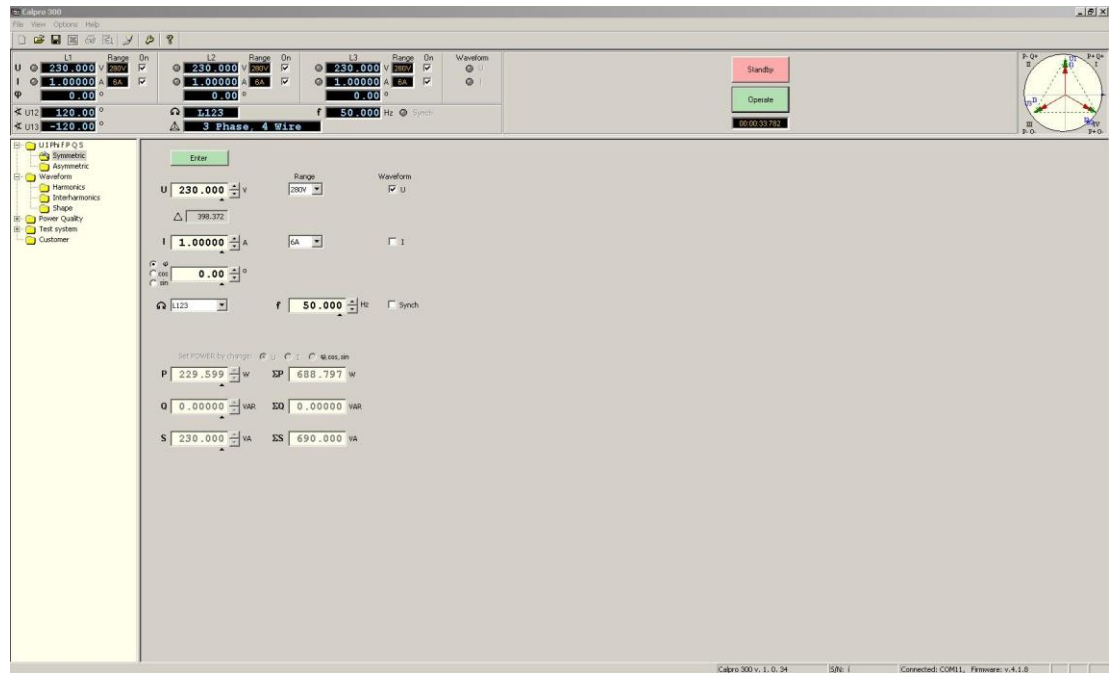 Calpro 300
File View Options Help
L1 Range On L2 Range On L3 Range On Waveform
U 230.000 V 280V 230.000 V 280V 230.000 V 280V U
I 1.00000 A 6A 1.00000 A 6A 1.00000 A 6A I
φ 0.00 ° 0.00 ° 0.00 °
∢ U12 120.00 ° L123 f 50.000 Hz Synch
∢ U13 -120.00 ° 3 Phase, 4 Wire
Standby
Operate
00:00:33.782
P- Q+ P+ Q+
II I
U1
III IV
P- Q- P+ Q-
U I Phi f P Q S
Symmetric
Asymmetric
Waveform
Harmonics
Interharmonics
Shape
Power Quality
Test system
Customer
Enter
Range Waveform
U 230.000 V 280V U
△ 398.372
I 1.00000 A 6A I
φ
cos 0.00 °
sin
L123 f 50.000 Hz Synch
Set POWER by change: U I φ, cos, sin
P 229.599 W ΣP 688.797 W
Q 0.00000 VAR ΣQ 0.00000 VAR
S 230.000 VA ΣS 690.000 VA
Calpro 300 v. 1. 0. 34 S/N: i Connected: COM11, Firmware: v.4.1.8